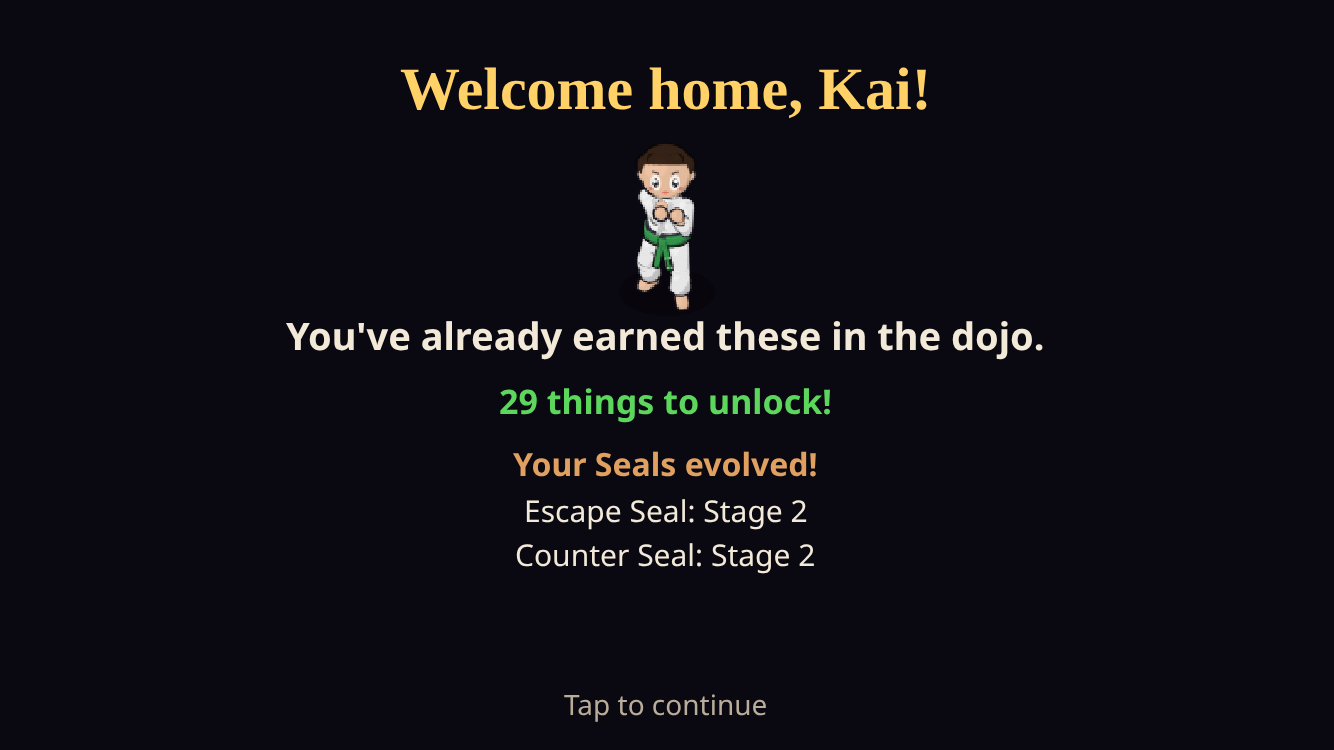 Welcome home, Kai!
You've already earned these in the dojo.
29 things to unlock!
Your Seals evolved!
Escape Seal: Stage 2
Counter Seal: Stage 2
Tap to continue